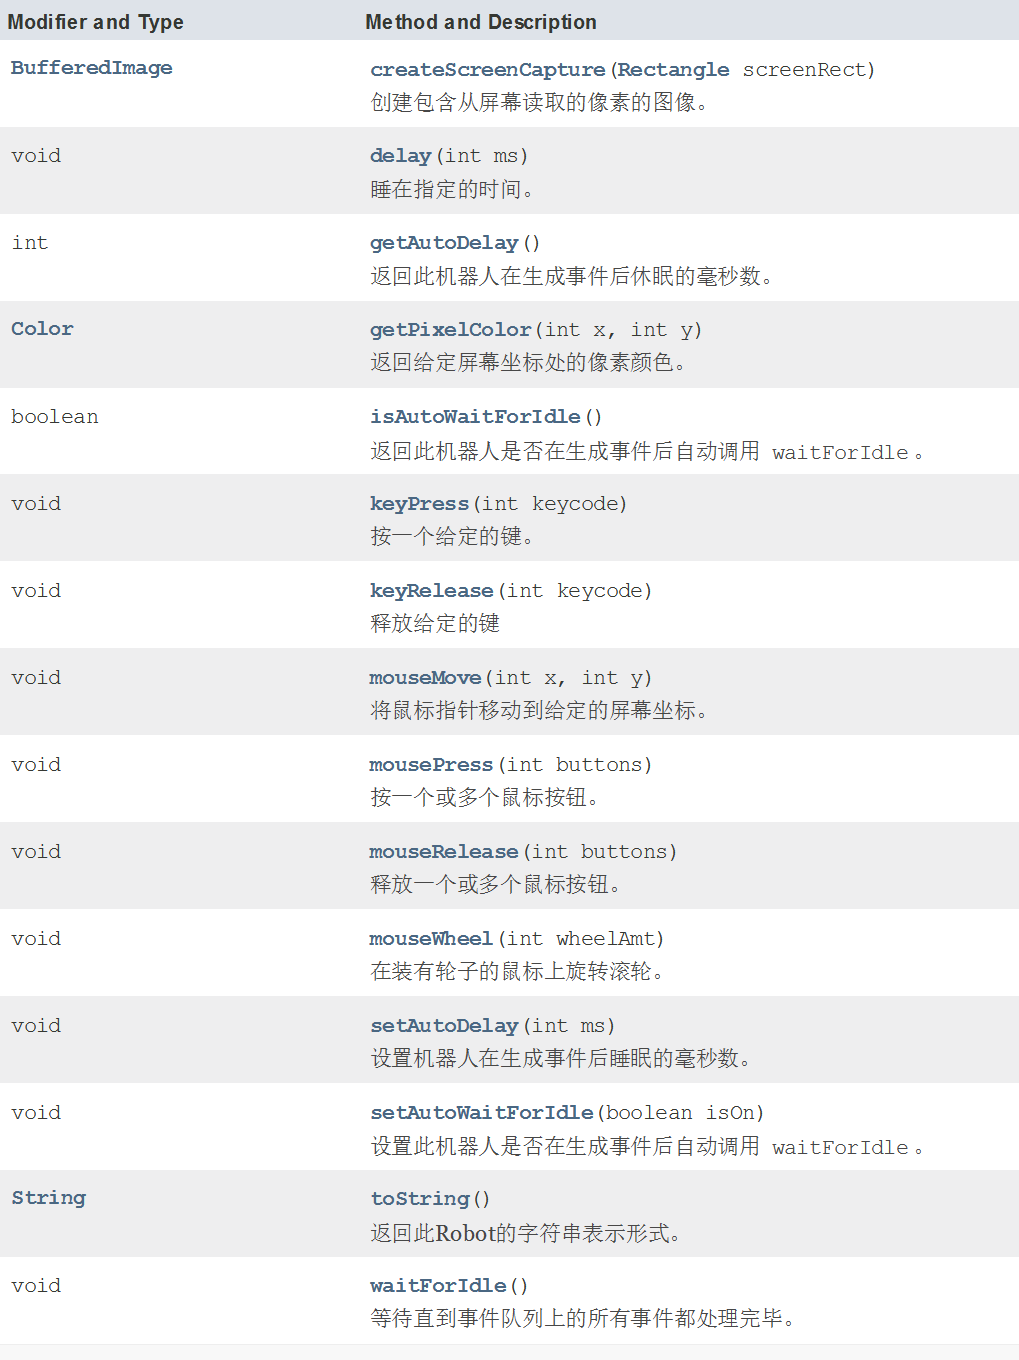 Modifier and Type Method and Description
BufferedImage createScreenCapture(Rectangle screenRect)
创建包含从屏幕读取的像素的图像。
void delay(int ms)
睡在指定的时间。
int getAutoDelay()
返回此机器人在生成事件后休眠的毫秒数。
Color getPixelColor(int x, int y)
返回给定屏幕坐标处的像素颜色。
boolean isAutoWaitForIdle()
返回此机器人是否在生成事件后自动调用 waitForIdle 。
void keyPress(int keycode)
按一个给定的键。
void keyRelease(int keycode)
释放给定的键
void mouseMove(int x, int y)
将鼠标指针移动到给定的屏幕坐标。
void mousePress(int buttons)
按一个或多个鼠标按钮。
void mouseRelease(int buttons)
释放一个或多个鼠标按钮。
void mouseWheel(int wheelAmt)
在装有轮子的鼠标上旋转滚轮。
void setAutoDelay(int ms)
设置机器人在生成事件后睡眠的毫秒数。
void setAutoWaitForIdle(boolean isOn)
设置此机器人是否在生成事件后自动调用 waitForIdle 。
String toString()
返回此Robot的字符串表示形式。
void waitForIdle()
等待直到事件队列上的所有事件都处理完毕。